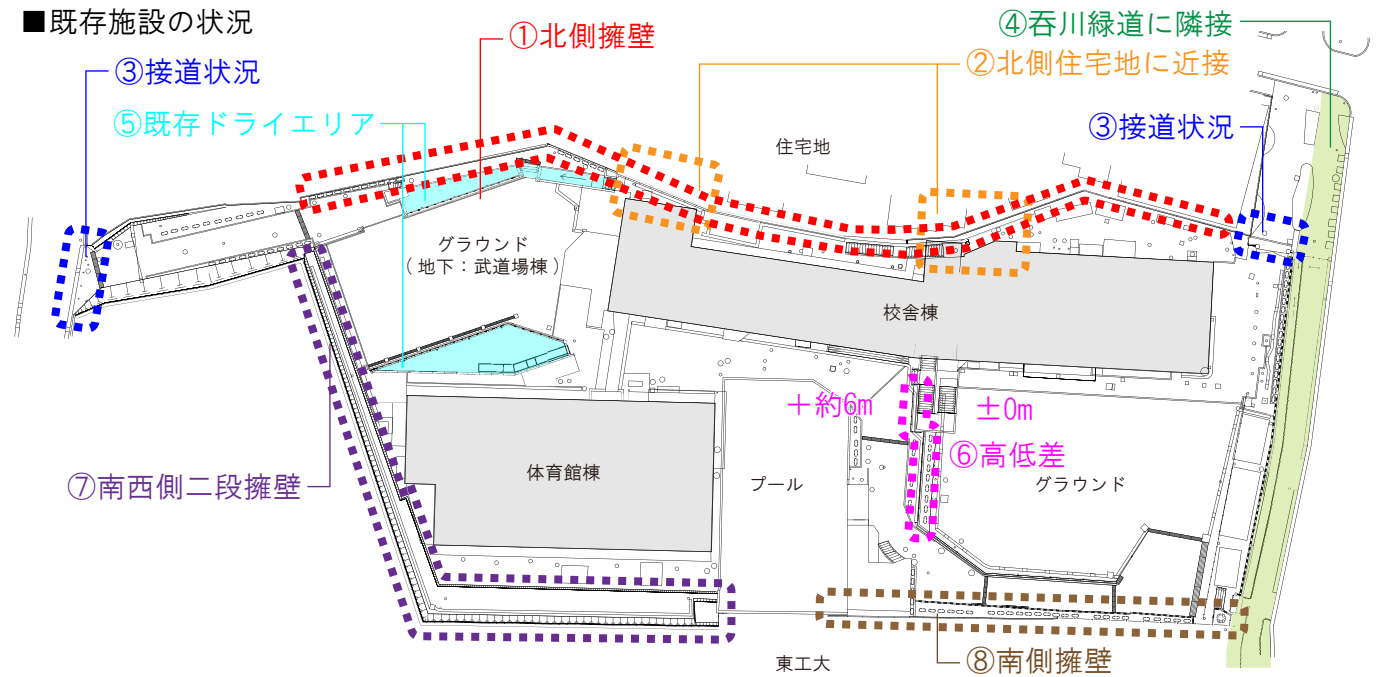 ■既存施設の状況
④呑川緑道に隣接
①北側擁壁
②北側住宅地に近接
③接道状況
⑤既存ドライエリア
③接道状況
住宅地
グラウンド
(地下:武道場棟)
校舎棟
+約6m
±0m
⑥高低差
体育館棟
プール
グラウンド
⑦南西側二段擁壁
東工大
⑧南側擁壁